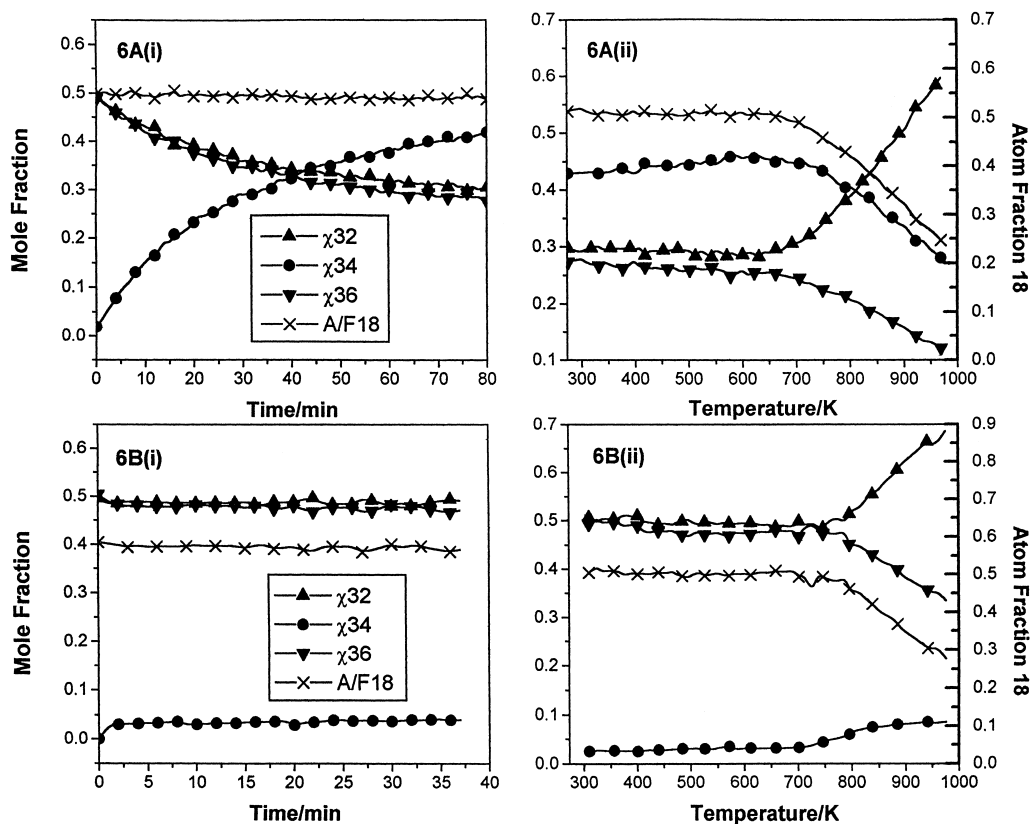 6A(i)
Mole Fraction
0.6
0.5
0.4
0.3
0.2
0.1
0.0
χ32
χ34
χ36
A/F18
0 10 20 30 40 50 60 70 80
Time/min
6A(ii)
0.7
0.6
0.5
0.4
0.3
0.2
0.1
0.7
0.6
0.5
0.4
0.3
0.2
0.1
0.0
Atom Fraction 18
300 400 500 600 700 800 900 1000
Temperature/K
6B(i)
Mole Fraction
0.6
0.5
0.4
0.3
0.2
0.1
0.0
χ32
χ34
χ36
A/F18
0 5 10 15 20 25 30 35 40
Time/min
6B(ii)
0.7
0.6
0.5
0.4
0.3
0.2
0.1
0.0
0.9
0.8
0.7
0.6
0.5
0.4
0.3
0.2
0.1
0.0
Atom Fraction 18
300 400 500 600 700 800 900 1000
Temperature/K